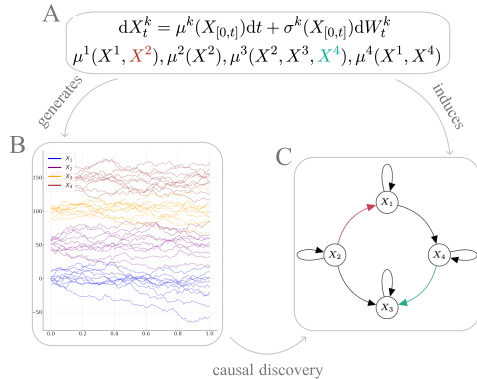 A
dX_t^k = μ^k(X_{[0,t]})dt + σ^k(X_{[0,t]})dW_t^k
μ^1(X^1, X^2), μ^2(X^2), μ^3(X^2, X^3, X^4), μ^4(X^1, X^4)
generates
induces
B
X_1
X_2
X_3
X_4
150
100
50
0
−50
0.0 0.2 0.4 0.6 0.8 1.0
C
X_1
X_2
X_4
X_3
causal discovery